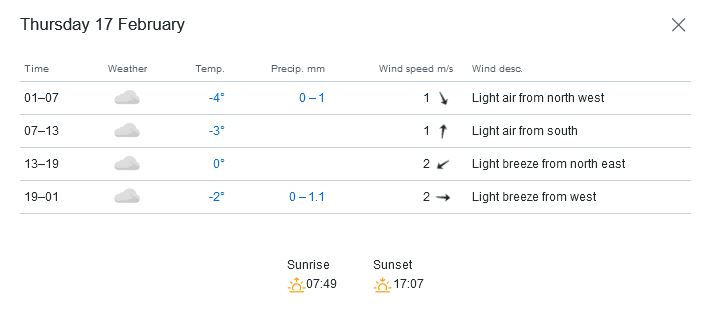 Thursday 17 February
Time Weather Temp. Precip. mm Wind speed m/s Wind desc.
01–07 -4° 0 – 1 1 Light air from north west
07–13 -3° 1 Light air from south
13–19 0° 2 Light breeze from north east
19–01 -2° 0 – 1.1 2 Light breeze from west
Sunrise Sunset
07:49 17:07